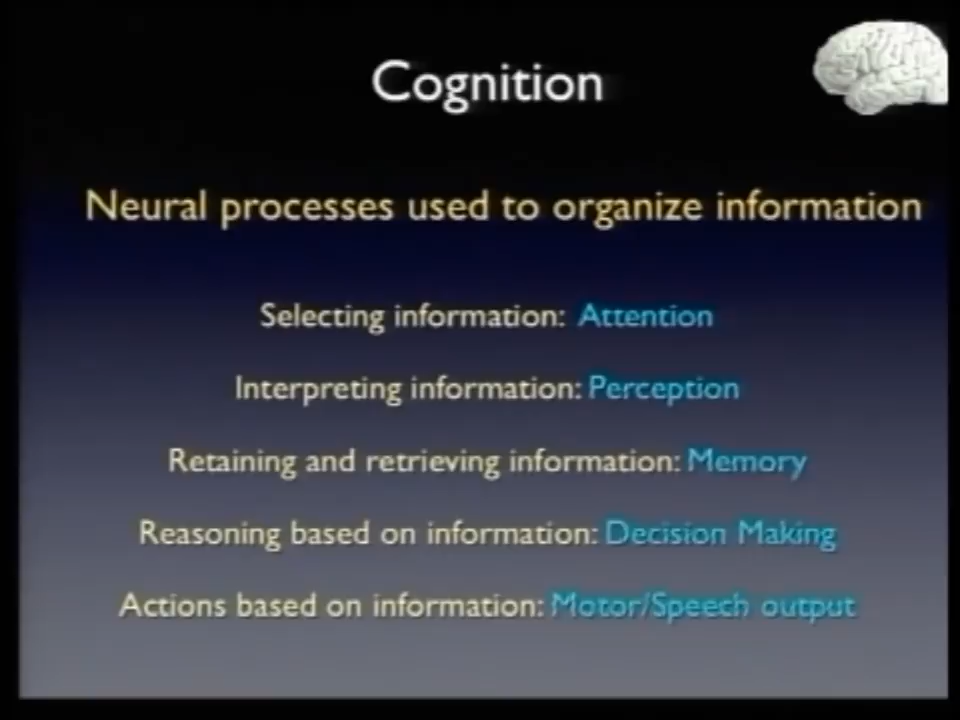 Cognition
Neural processes used to organize information
Selecting information: Attention
Interpreting information: Perception
Retaining and retrieving information: Memory
Reasoning based on information: Decision Making
Actions based on information: Motor/Speech output